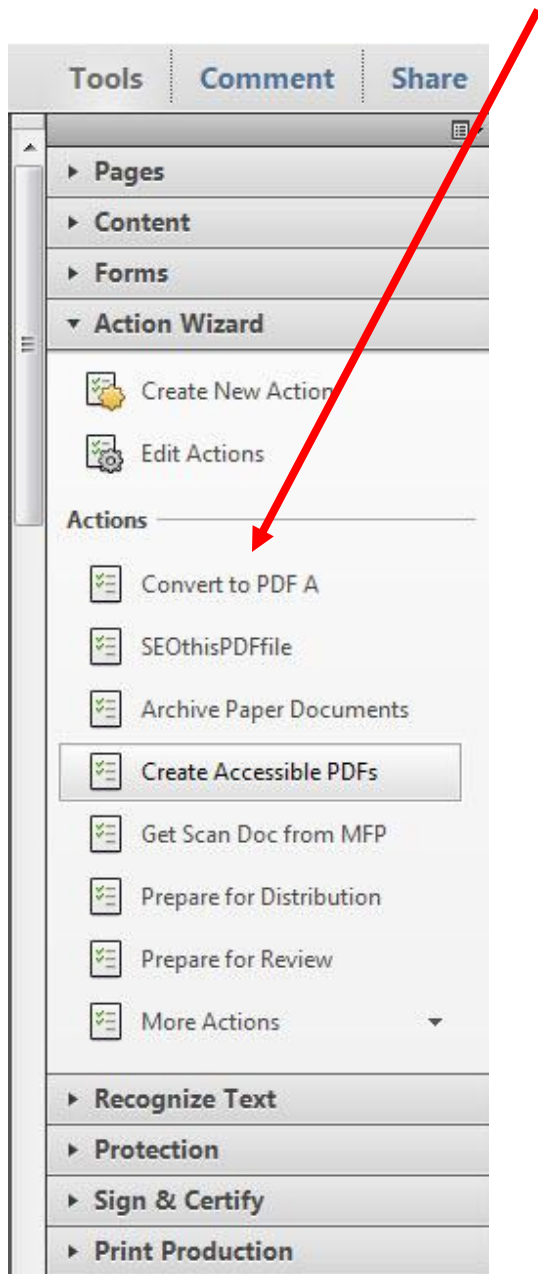 Tools Comment Share
Pages
Content
Forms
Action Wizard
Create New Action
Edit Actions
Actions
Convert to PDF A
SEOthisPDFfile
Archive Paper Documents
Create Accessible PDFs
Get Scan Doc from MFP
Prepare for Distribution
Prepare for Review
More Actions
Recognize Text
Protection
Sign & Certify
Print Production